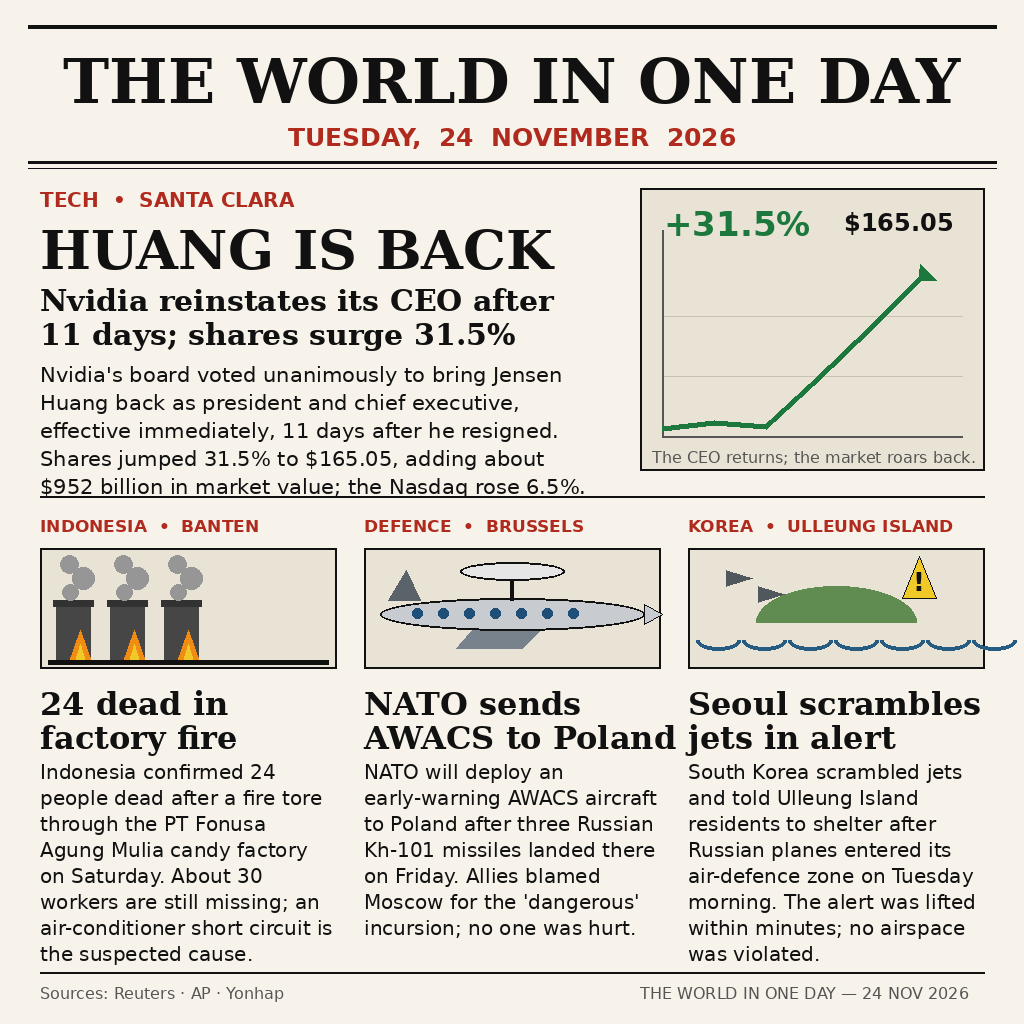 THE WORLD IN ONE DAY
TUESDAY, 24 NOVEMBER 2026
TECH • SANTA CLARA
HUANG IS BACK
Nvidia reinstates its CEO after
11 days; shares surge 31.5%
Nvidia's board voted unanimously to bring Jensen
Huang back as president and chief executive,
effective immediately, 11 days after he resigned.
Shares jumped 31.5% to $165.05, adding about
$952 billion in market value; the Nasdaq rose 6.5%.
+31.5% $165.05
The CEO returns; the market roars back.
INDONESIA • BANTEN
24 dead in
factory fire
Indonesia confirmed 24
people dead after a fire tore
through the PT Fonusa
Agung Mulia candy factory
on Saturday. About 30
workers are still missing; an
air-conditioner short circuit is
the suspected cause.
DEFENCE • BRUSSELS
NATO sends
AWACS to Poland
NATO will deploy an
early-warning AWACS aircraft
to Poland after three Russian
Kh-101 missiles landed there
on Friday. Allies blamed
Moscow for the 'dangerous'
incursion; no one was hurt.
KOREA • ULLEUNG ISLAND
!
Seoul scrambles
jets in alert
South Korea scrambled jets
and told Ulleung Island
residents to shelter after
Russian planes entered its
air-defence zone on Tuesday
morning. The alert was lifted
within minutes; no airspace
was violated.
Sources: Reuters · AP · Yonhap
THE WORLD IN ONE DAY — 24 NOV 2026